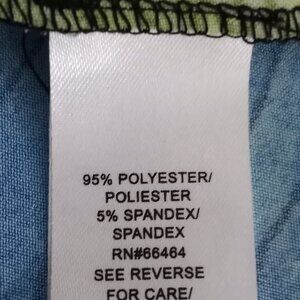 95% POLYESTER/
POLIESTER
5% SPANDEX/
SPANDEX
RN#66464
SEE REVERSE
FOR CARE/